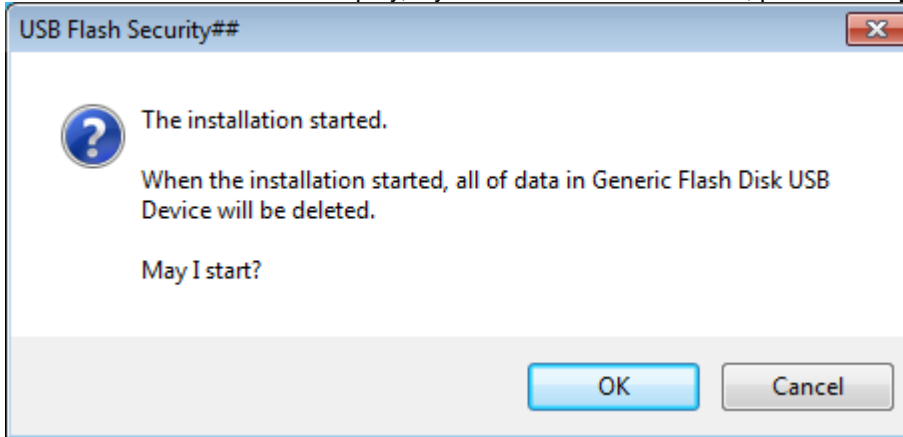 USB Flash Security##
The installation started.
When the installation started, all of data in Generic Flash Disk USB
Device will be deleted.
May I start?
OK
Cancel